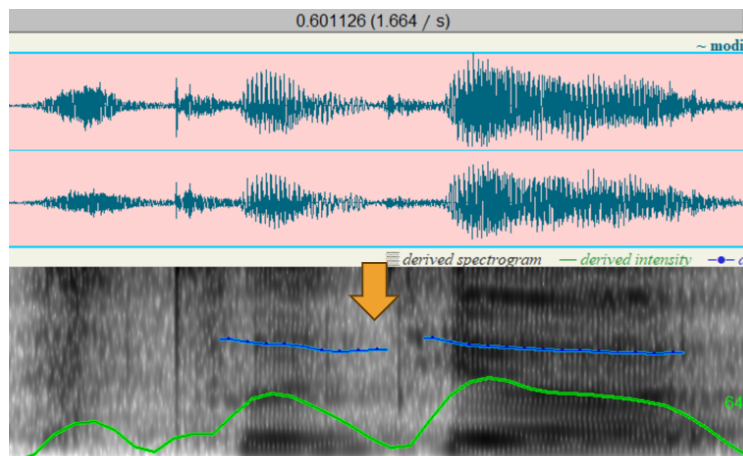 0.601126 (1.664 / s)
~ modi
derived spectrogram — derived intensity
64